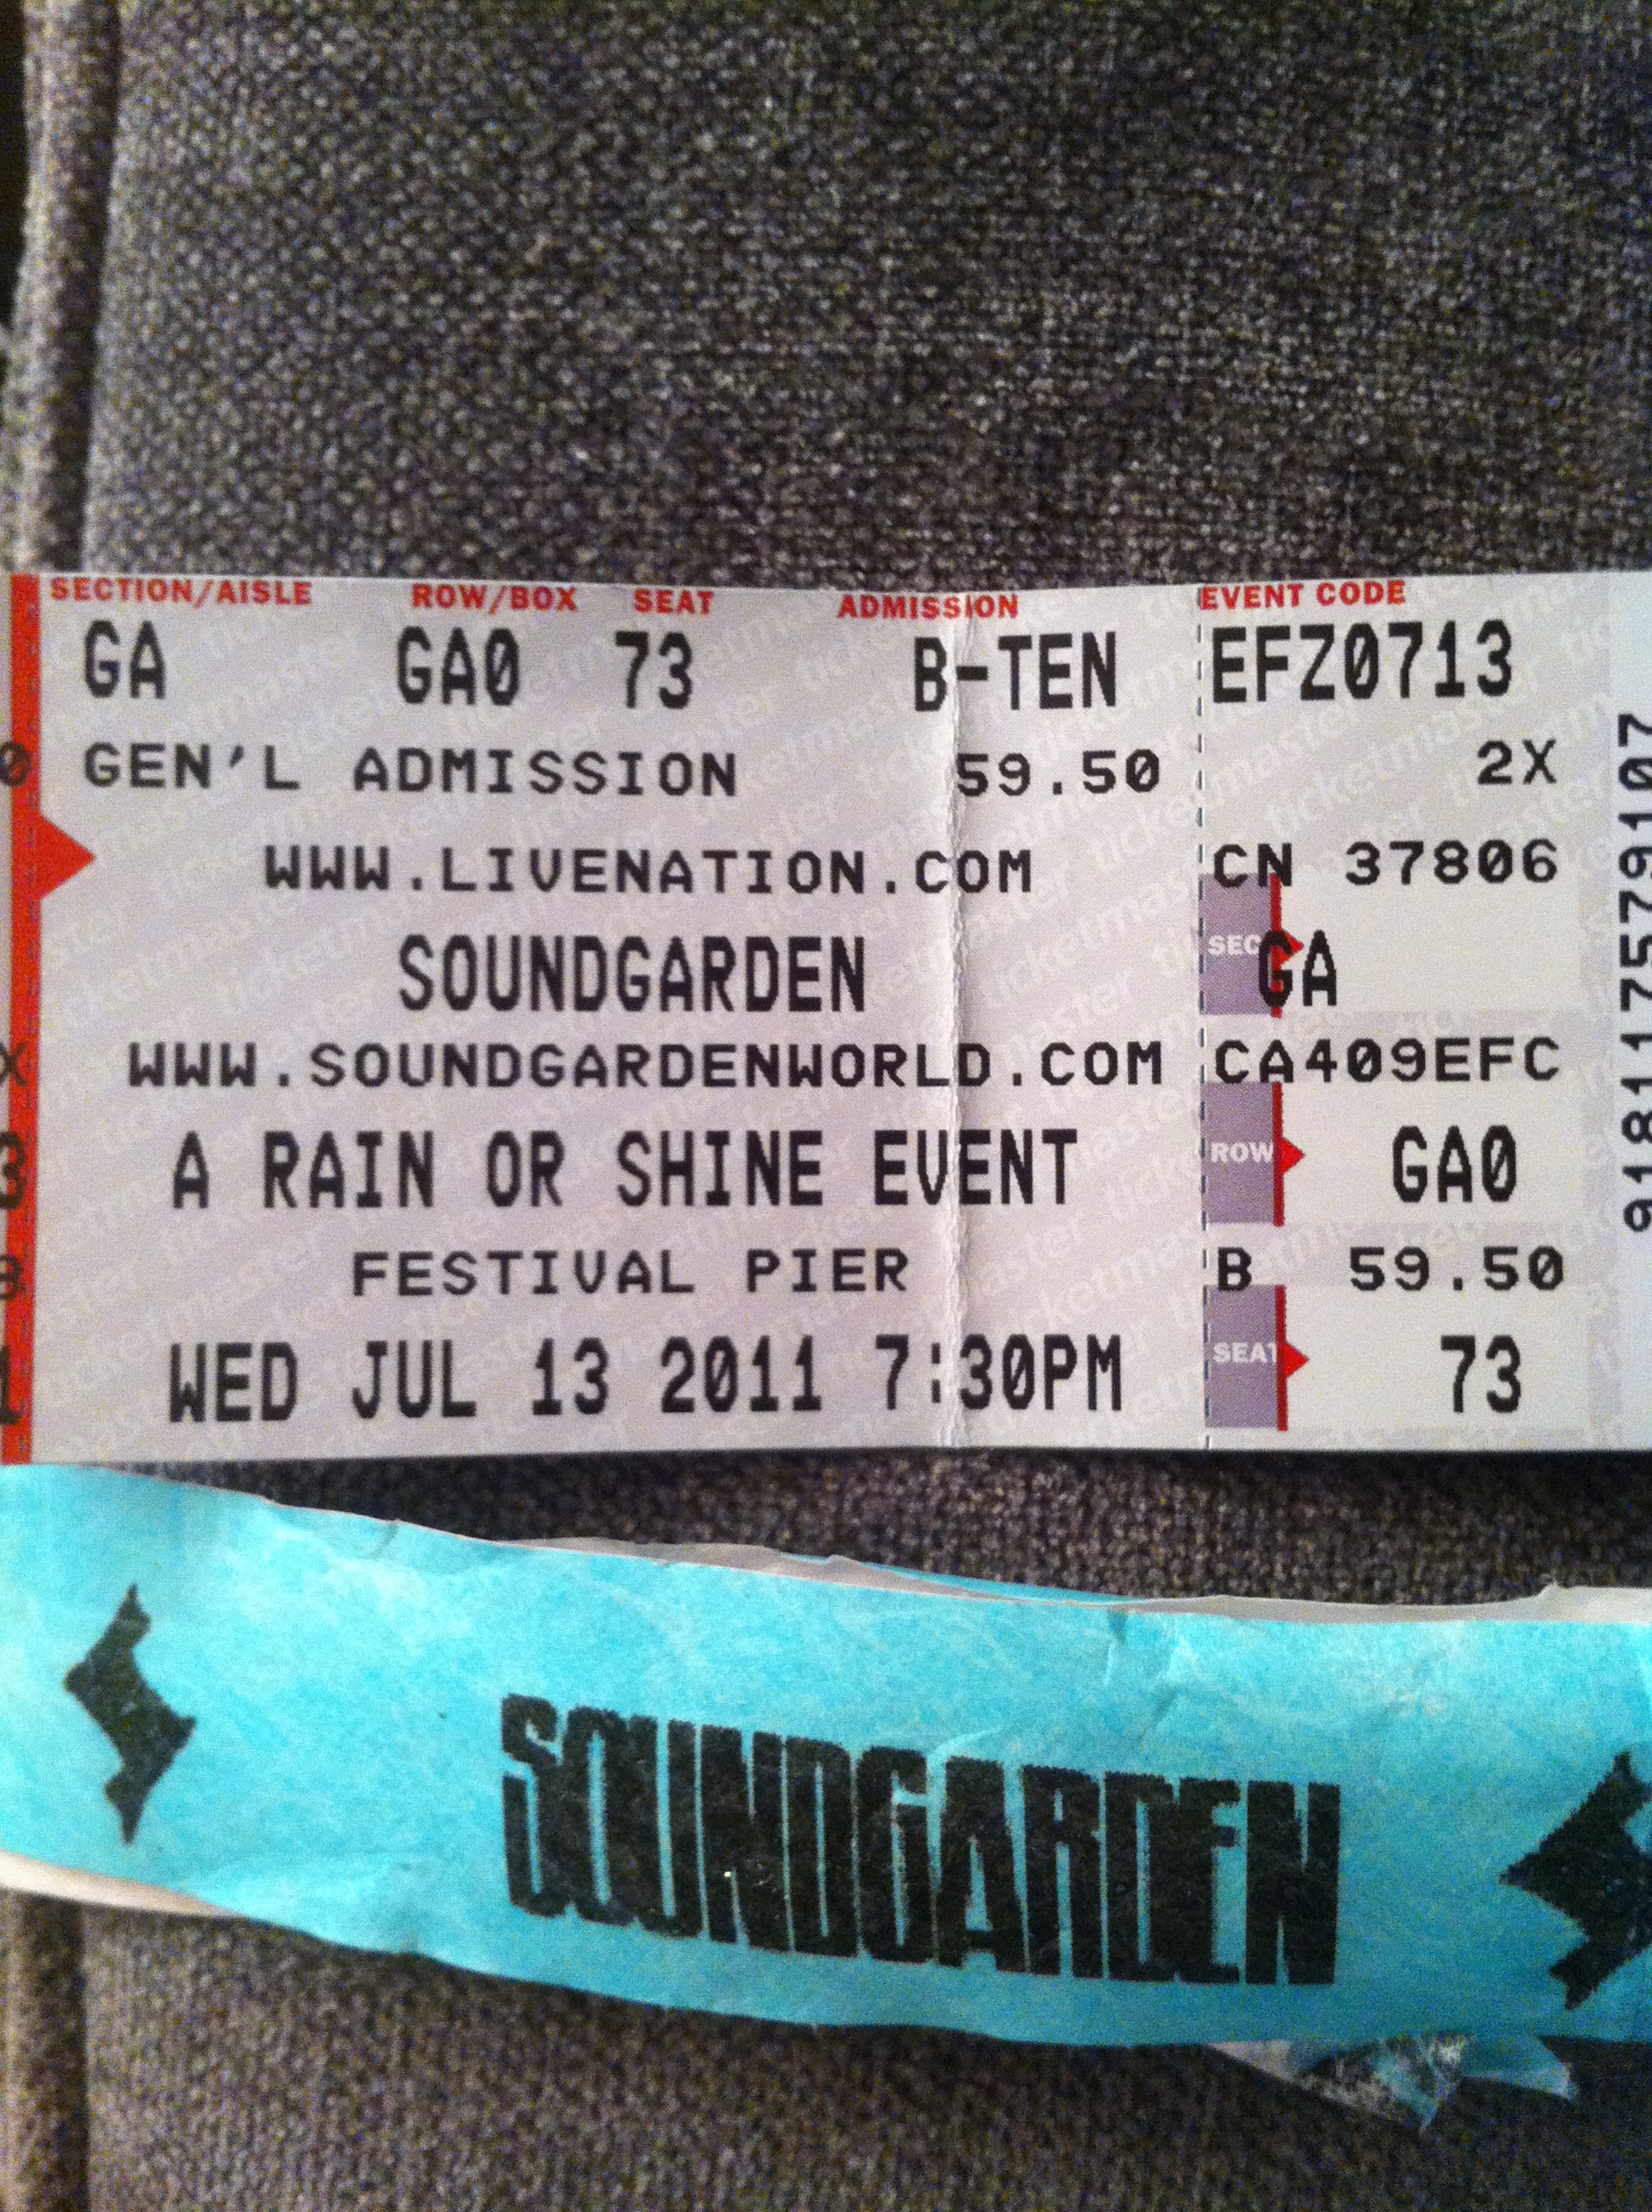 SECTION/AISLE ROW/BOX SEAT ADMISSION EVENT CODE
GA GA0 73 B-TEN EFZ0713
GEN'L ADMISSION 59.50 2X
WWW.LIVENATION.COM CN 37806
SOUNDGARDEN SEC GA
WWW.SOUNDGARDENWORLD.COM CA409EFC
A RAIN OR SHINE EVENT ROW GA0
FESTIVAL PIER B 59.50
WED JUL 13 2011 7:30PM SEAT 73
SOUNDGARDEN